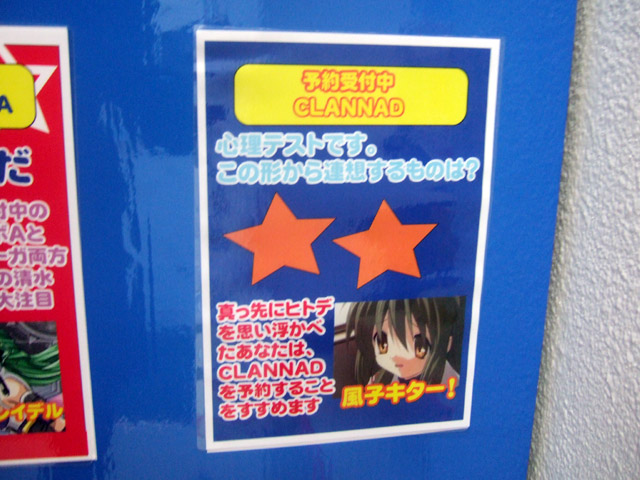 A
だ
付中の
ボAと
ーガ両方
の清水
大注目
レイデル
予約受付中
CLANNAD
心理テストです。
この形から連想するものは?
真っ先にヒトデ
を思い浮かべ
たあなたは、
CLANNAD
を予約すること
をすすめます
風子キター!